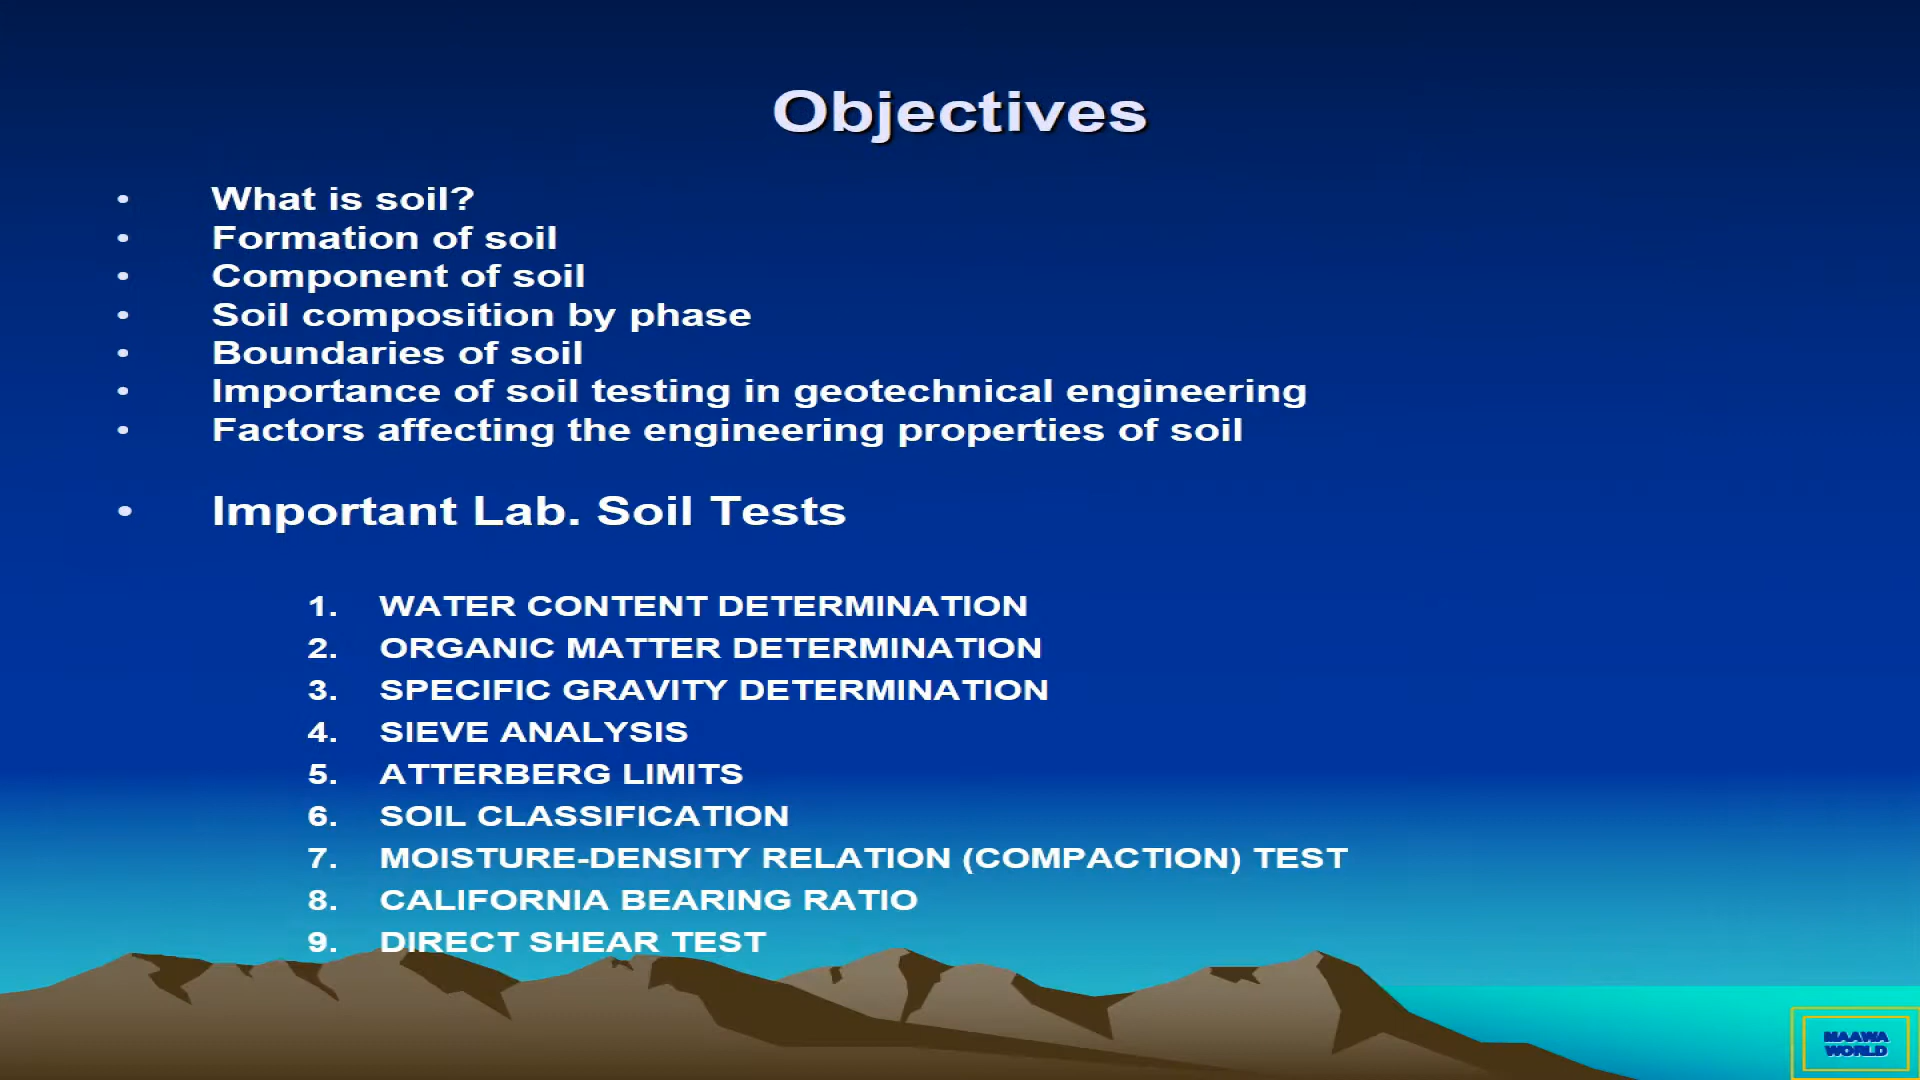 Objectives
• What is soil?
• Formation of soil
• Component of soil
• Soil composition by phase
• Boundaries of soil
• Importance of soil testing in geotechnical engineering
• Factors affecting the engineering properties of soil
• Important Lab. Soil Tests
1. WATER CONTENT DETERMINATION
2. ORGANIC MATTER DETERMINATION
3. SPECIFIC GRAVITY DETERMINATION
4. SIEVE ANALYSIS
5. ATTERBERG LIMITS
6. SOIL CLASSIFICATION
7. MOISTURE-DENSITY RELATION (COMPACTION) TEST
8. CALIFORNIA BEARING RATIO
9. DIRECT SHEAR TEST
MAAWA
WORLD